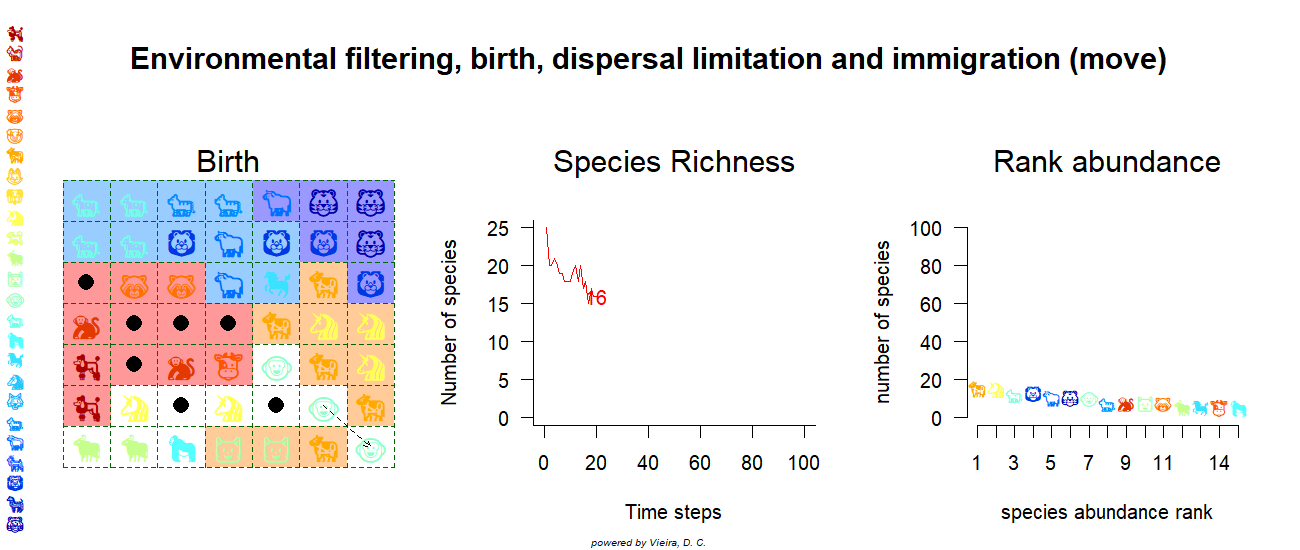 Environmental filtering, birth, dispersal limitation and immigration (move)
Birth
Species Richness
Number of species
25
20
15
10
5
0
16
0 20 40 60 80 100
Time steps
Rank abundance
number of species
100
80
60
40
20
0
1 3 5 7 9 11 14
species abundance rank
powered by Vieira, D. C.